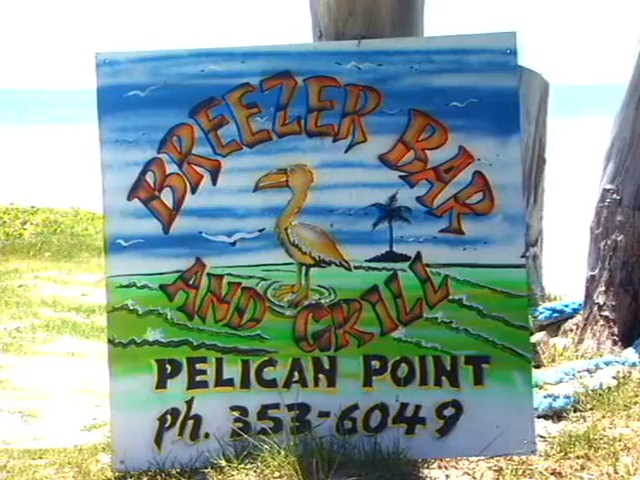 BREEZER BAR
AND GRILL
PELICAN POINT
ph. 353-6049